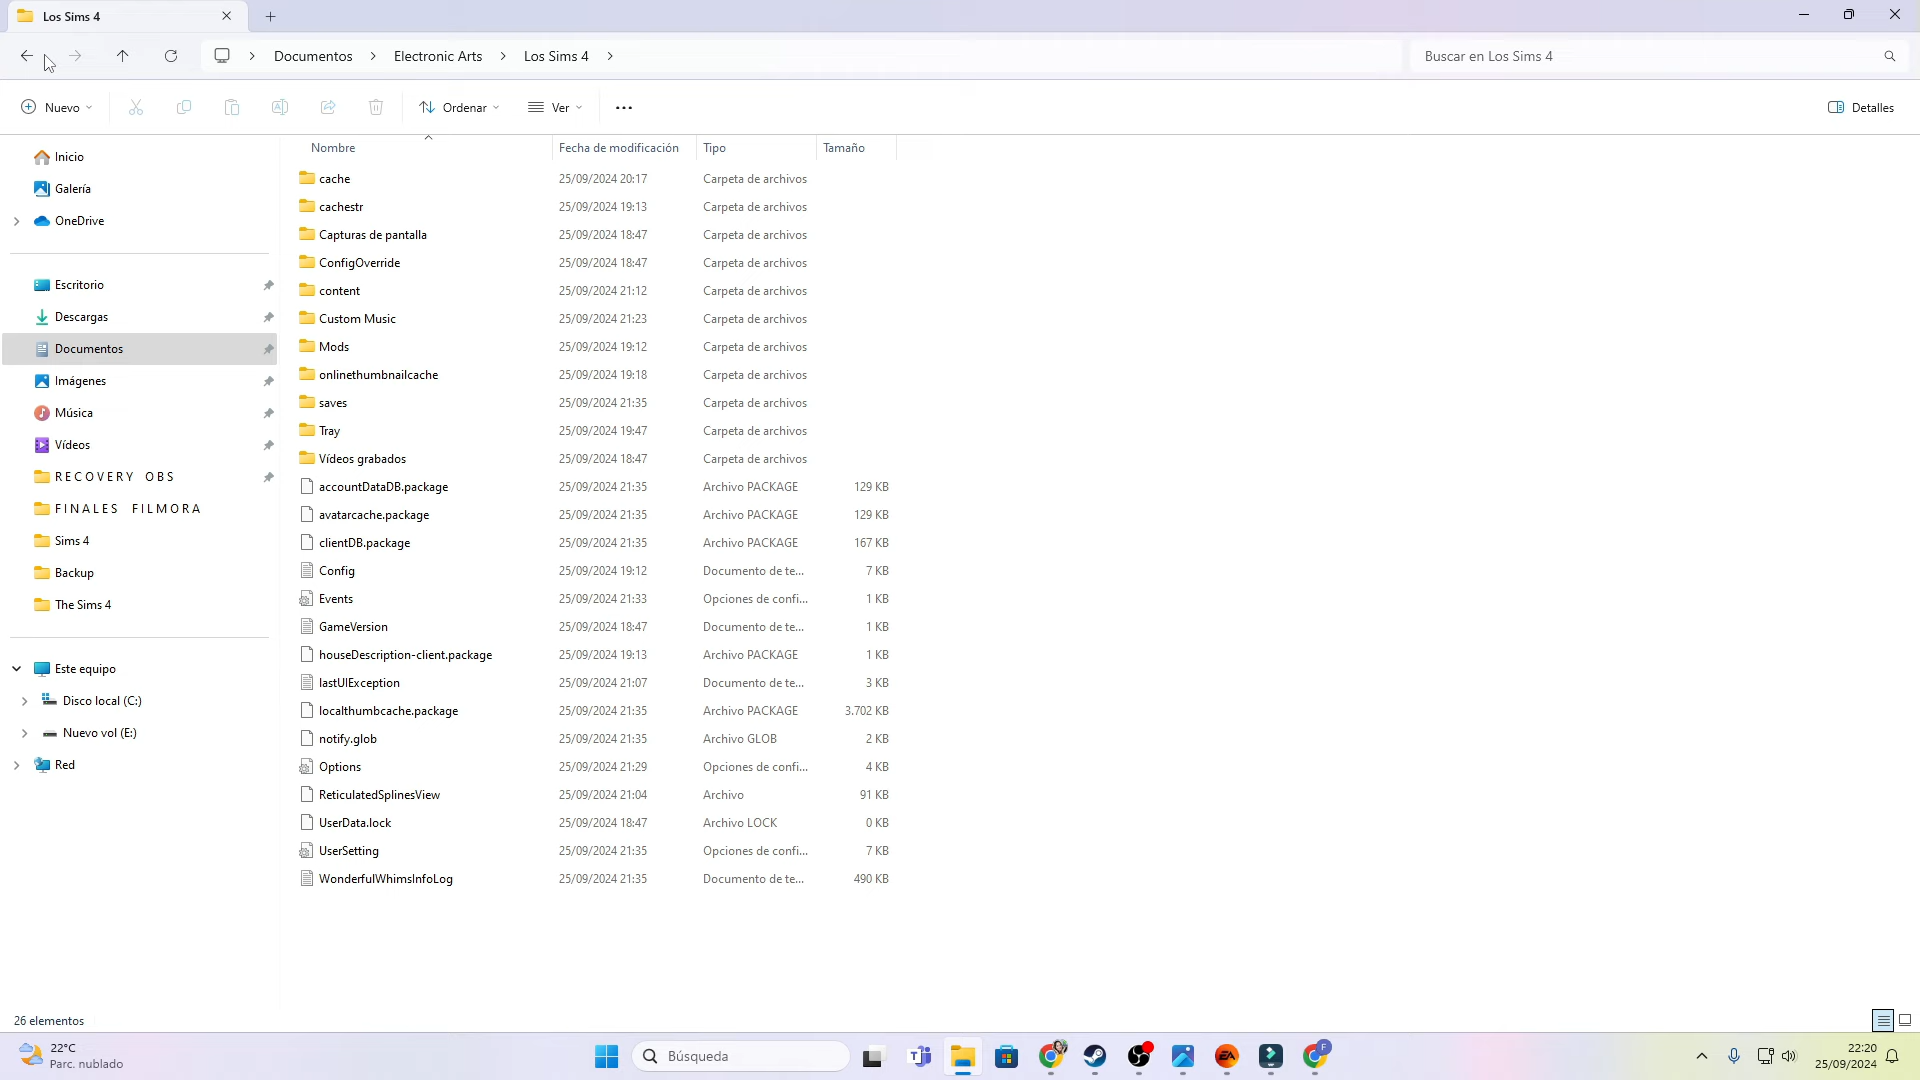 Los Sims 4
Documentos
Electronic Arts
Los Sims 4
Buscar en Los Sims 4
Nuevo
Ordenar
Ver
Detalles
Inicio
Galería
OneDrive
Escritorio
Descargas
Documentos
Imágenes
Música
Vídeos
RECOVERY OBS
FINALES FILMORA
Sims 4
Backup
The Sims 4
Este equipo
Disco local (C:)
Nuevo vol (E:)
Red
Nombre Fecha de modificación Tipo Tamaño
cache 25/09/2024 20:17 Carpeta de archivos
cachestr 25/09/2024 19:13 Carpeta de archivos
Capturas de pantalla 25/09/2024 18:47 Carpeta de archivos
ConfigOverride 25/09/2024 18:47 Carpeta de archivos
content 25/09/2024 21:12 Carpeta de archivos
Custom Music 25/09/2024 21:23 Carpeta de archivos
Mods 25/09/2024 19:12 Carpeta de archivos
onlinethumbnailcache 25/09/2024 19:18 Carpeta de archivos
saves 25/09/2024 21:35 Carpeta de archivos
Tray 25/09/2024 19:47 Carpeta de archivos
Vídeos grabados 25/09/2024 18:47 Carpeta de archivos
accountDataDB.package 25/09/2024 21:35 Archivo PACKAGE 129 KB
avatarcache.package 25/09/2024 21:35 Archivo PACKAGE 129 KB
clientDB.package 25/09/2024 21:35 Archivo PACKAGE 167 KB
Config 25/09/2024 19:12 Documento de te... 7 KB
Events 25/09/2024 21:33 Opciones de confi... 1 KB
GameVersion 25/09/2024 18:47 Documento de te... 1 KB
houseDescription-client.package 25/09/2024 19:13 Archivo PACKAGE 1 KB
lastUIException 25/09/2024 21:07 Documento de te... 3 KB
localthumbcache.package 25/09/2024 21:35 Archivo PACKAGE 3.702 KB
notify.glob 25/09/2024 21:35 Archivo GLOB 2 KB
Options 25/09/2024 21:29 Opciones de confi... 4 KB
ReticulatedSplinesView 25/09/2024 21:04 Archivo 91 KB
UserData.lock 25/09/2024 18:47 Archivo LOCK 0 KB
UserSetting 25/09/2024 21:35 Opciones de confi... 7 KB
WonderfulWhimsInfoLog 25/09/2024 21:35 Documento de te... 490 KB
26 elementos
22°C
Parc. nublado
Búsqueda
EA
F
22:20
25/09/2024